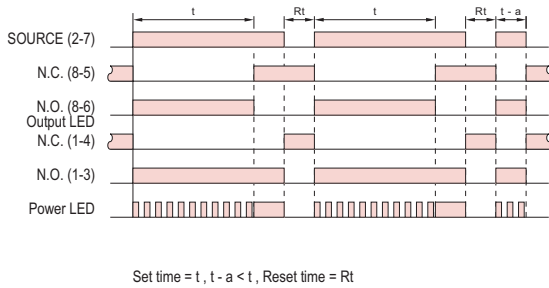 t Rt t Rt t - a
SOURCE (2-7)
N.C. (8-5)
N.O. (8-6)
Output LED
N.C. (1-4)
N.O. (1-3)
Power LED
Set time = t , t - a < t , Reset time = Rt